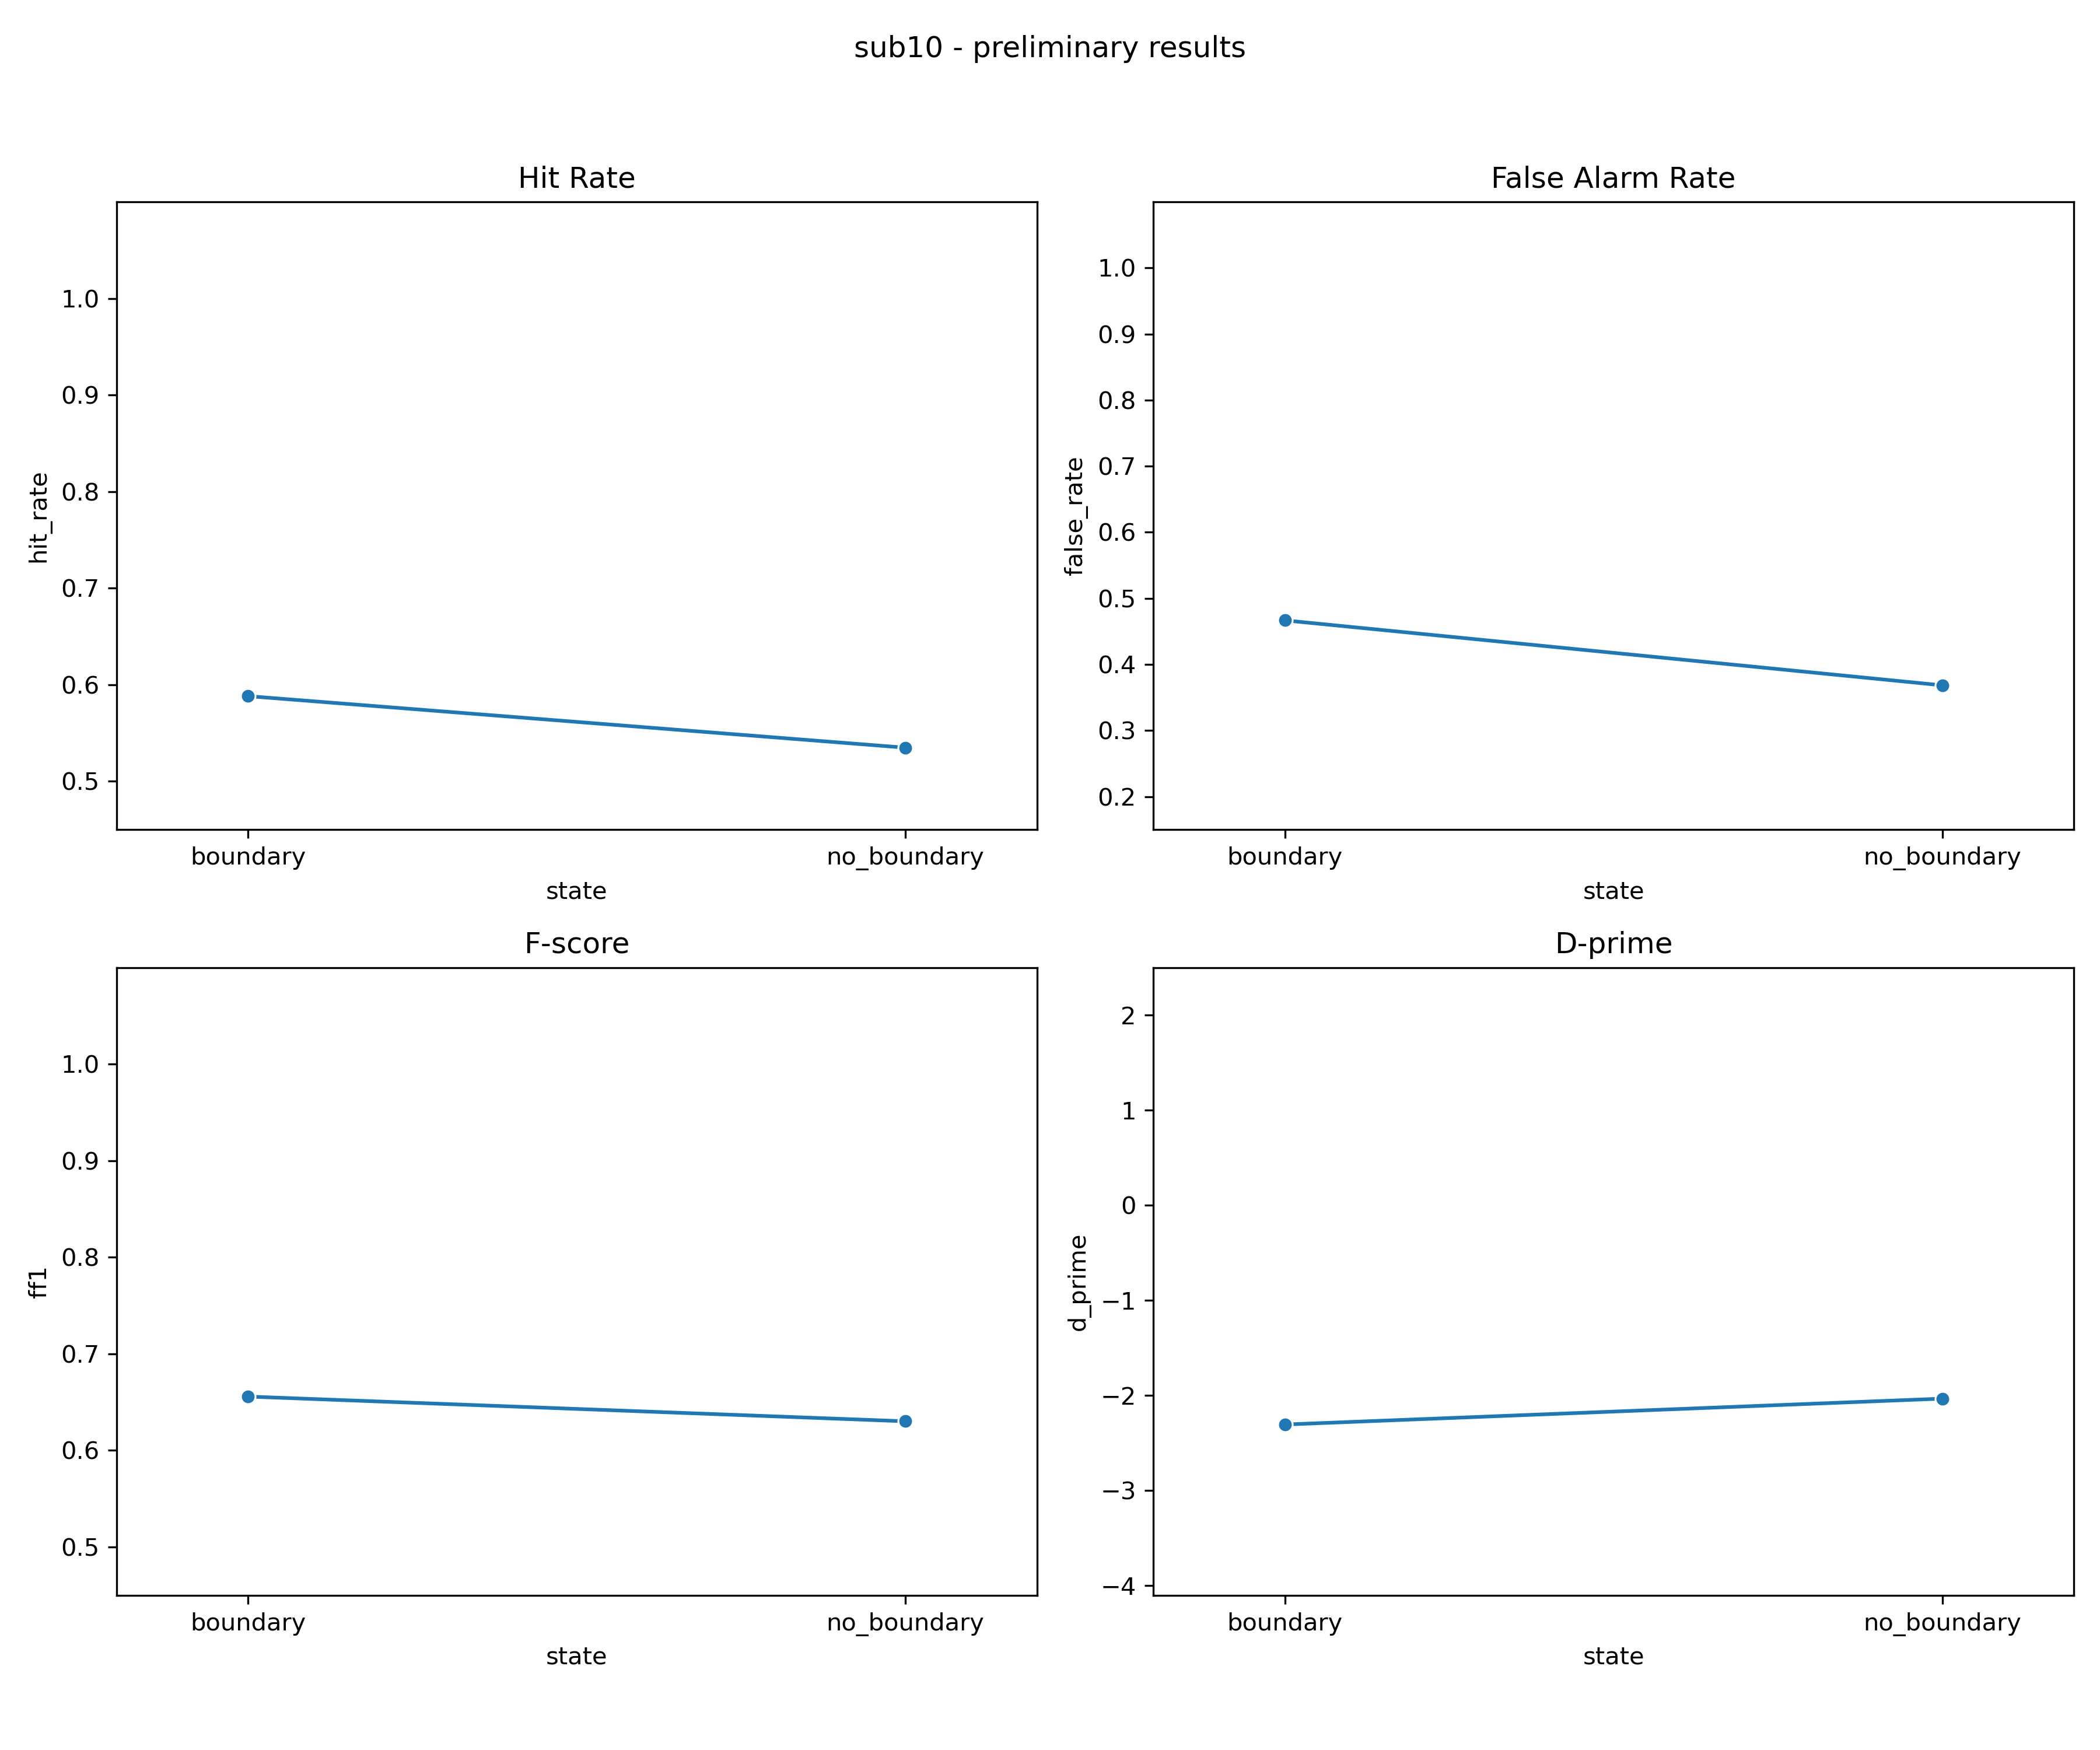 sub10 - preliminary results
Hit Rate
hit_rate
1.0
0.9
0.8
0.7
0.6
0.5
boundary
no_boundary
state
False Alarm Rate
false_rate
1.0
0.9
0.8
0.7
0.6
0.5
0.4
0.3
0.2
boundary
no_boundary
state
F-score
ff1
1.0
0.9
0.8
0.7
0.6
0.5
boundary
no_boundary
state
D-prime
d_prime
2
1
0
−1
−2
−3
−4
boundary
no_boundary
state